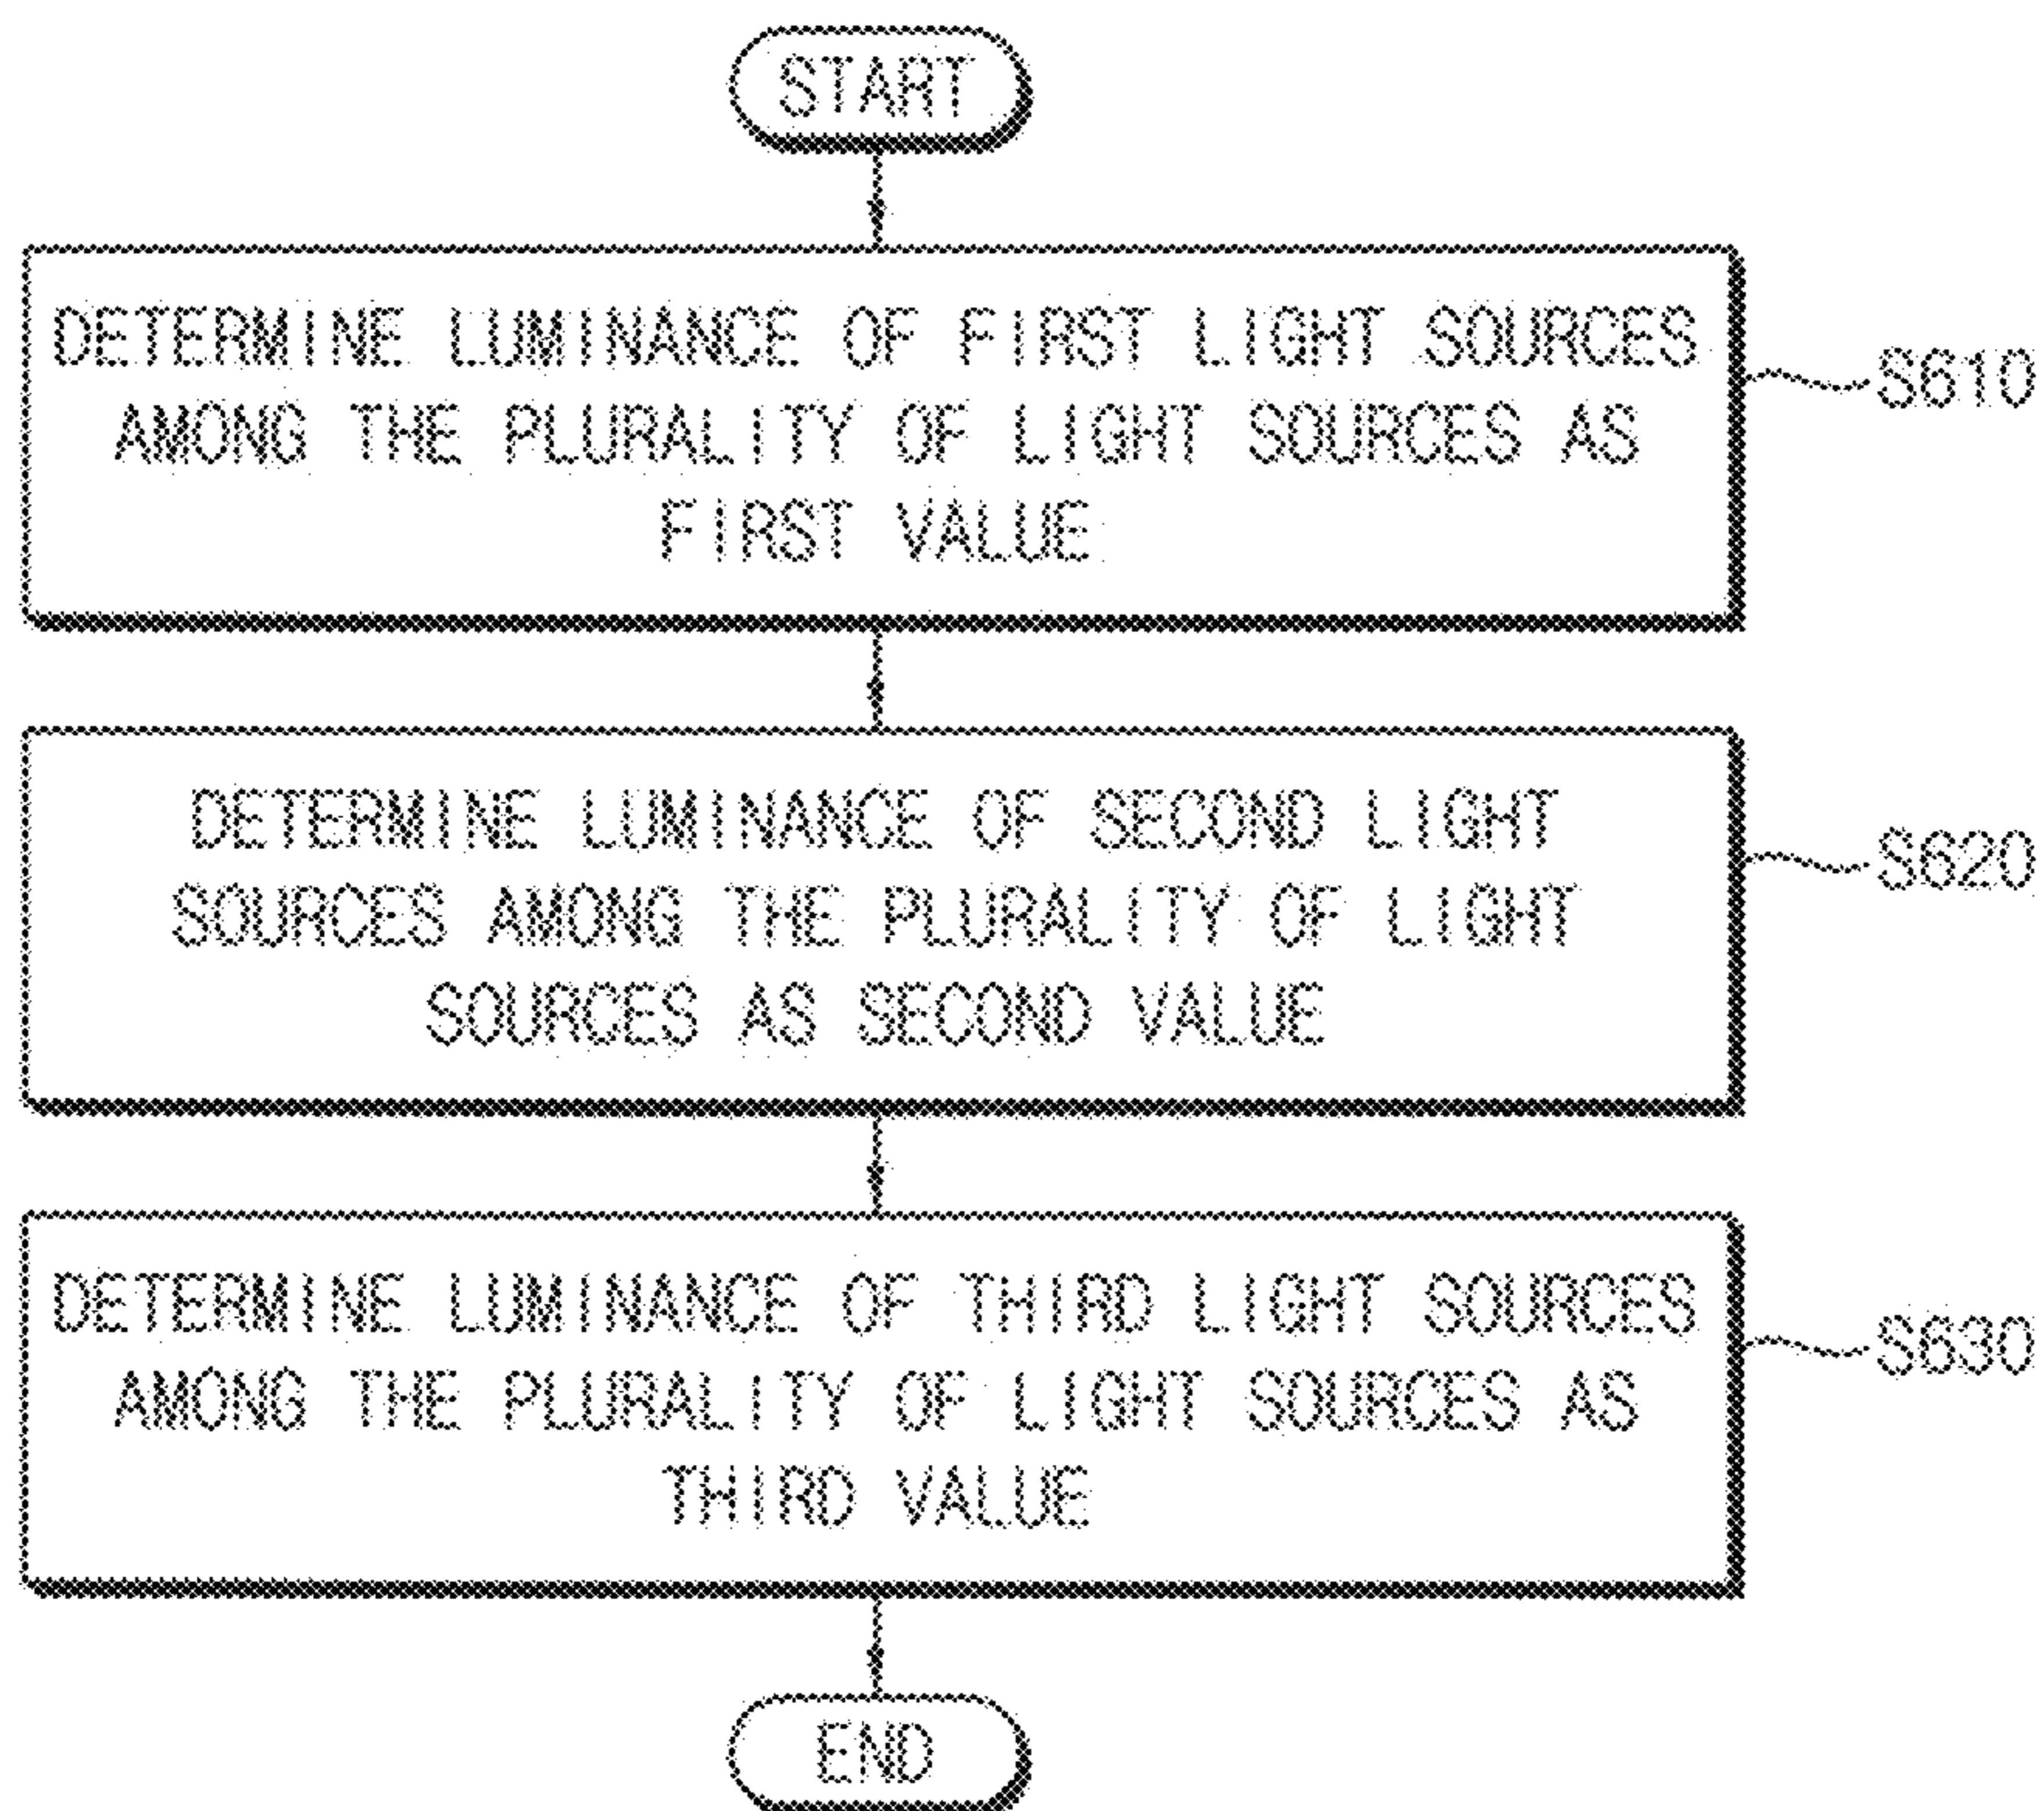 START
DETERMINE LUMINANCE OF FIRST LIGHT SOURCES
AMONG THE PLURALITY OF LIGHT SOURCES AS
FIRST VALUE
S610
DETERMINE LUMINANCE OF SECOND LIGHT
SOURCES AMONG THE PLURALITY OF LIGHT
SOURCES AS SECOND VALUE
S620
DETERMINE LUMINANCE OF THIRD LIGHT SOURCES
AMONG THE PLURALITY OF LIGHT SOURCES AS
THIRD VALUE
S630
END